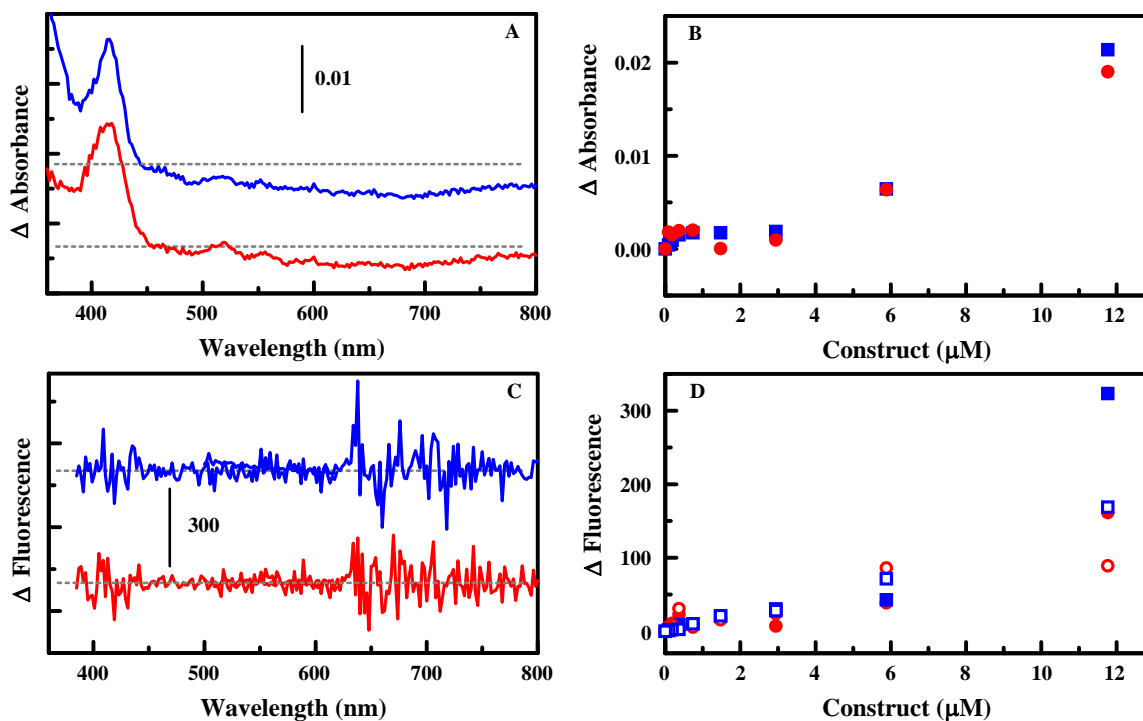 A
0.01
Δ Absorbance
400 500 600 700 800
Wavelength (nm)
B
0.02
0.01
0.00
Δ Absorbance
0 2 4 6 8 10 12
Construct (μM)
C
300
Δ Fluorescence
400 500 600 700 800
Wavelength (nm)
D
300
200
100
0
Δ Fluorescence
0 2 4 6 8 10 12
Construct (μM)